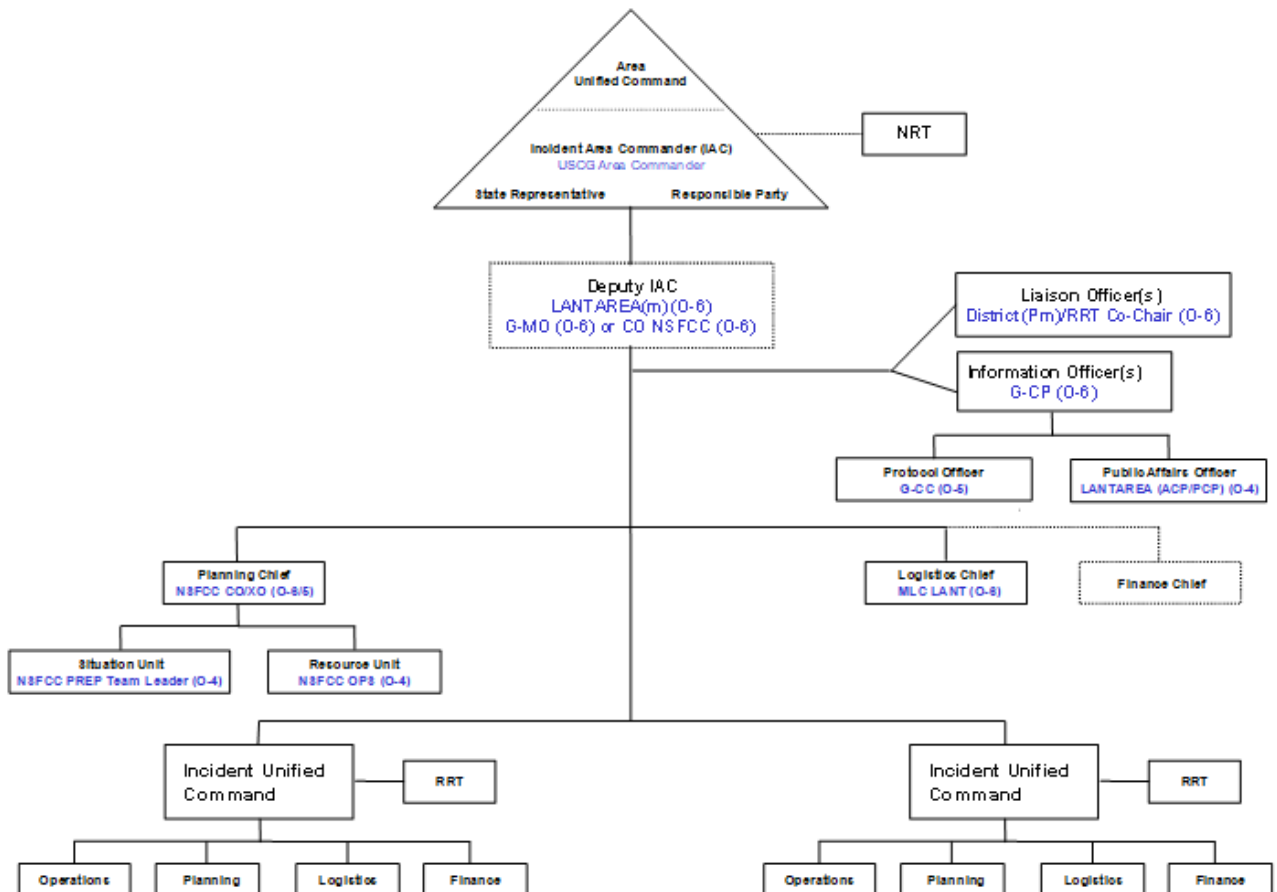 Area
Unified Command
Incident Area Commander (IAC)
USCG Area Commander
State Representative
Responsible Party
NRT
Deputy IAC
LANTAREA(m) (O-6)
G-MO (O-6) or CO NSFCC (O-6)
Liaison Officer(s)
District (Pm)/RRT Co-Chair (O-6)
Information Officer(s)
G-CP (O-6)
Protocol Officer
G-CC (O-5)
Public Affairs Officer
LANTAREA (ACP/PCP) (O-4)
Planning Chief
NSFCC CO/XO (O-6/5)
Logistics Chief
MLC LANT (O-6)
Finance Chief
Situation Unit
NSFCC PREP Team Leader (O-4)
Resource Unit
NSFCC OPS (O-4)
Incident Unified
Command
RRT
Incident Unified
Command
RRT
Operations
Planning
Logistics
Finance
Operations
Planning
Logistics
Finance